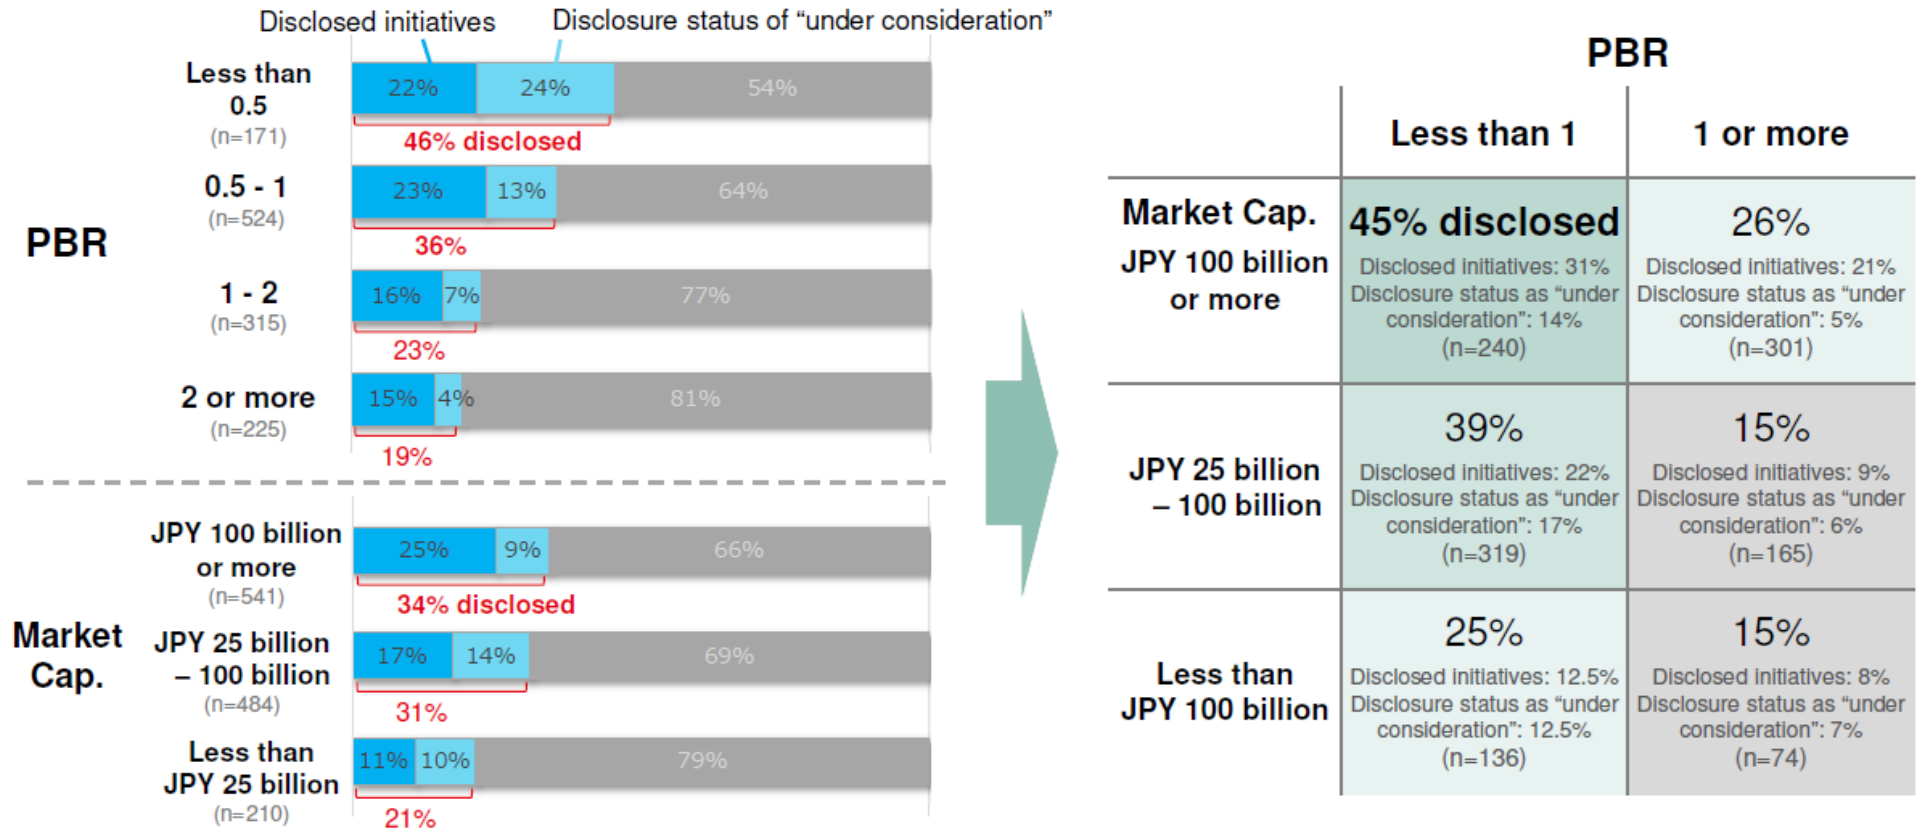 Disclosed initiatives
Disclosure status of “under consideration”
PBR
Less than
0.5
(n=171)
22%
24%
54%
46% disclosed
0.5 - 1
(n=524)
23%
13%
64%
36%
1 - 2
(n=315)
16%
7%
77%
23%
2 or more
(n=225)
15%
4%
81%
19%
Market
Cap.
JPY 100 billion
or more
(n=541)
25%
9%
66%
34% disclosed
JPY 25 billion
– 100 billion
(n=484)
17%
14%
69%
31%
Less than
JPY 25 billion
(n=210)
11%
10%
79%
21%
PBR
Less than 1
1 or more
Market Cap.
JPY 100 billion
or more
45% disclosed
Disclosed initiatives: 31%
Disclosure status as “under
consideration”: 14%
(n=240)
26%
Disclosed initiatives: 21%
Disclosure status as “under
consideration”: 5%
(n=301)
JPY 25 billion
– 100 billion
39%
Disclosed initiatives: 22%
Disclosure status as “under
consideration”: 17%
(n=319)
15%
Disclosed initiatives: 9%
Disclosure status as “under
consideration”: 6%
(n=165)
Less than
JPY 100 billion
25%
Disclosed initiatives: 12.5%
Disclosure status as “under
consideration”: 12.5%
(n=136)
15%
Disclosed initiatives: 8%
Disclosure status as “under
consideration”: 7%
(n=74)